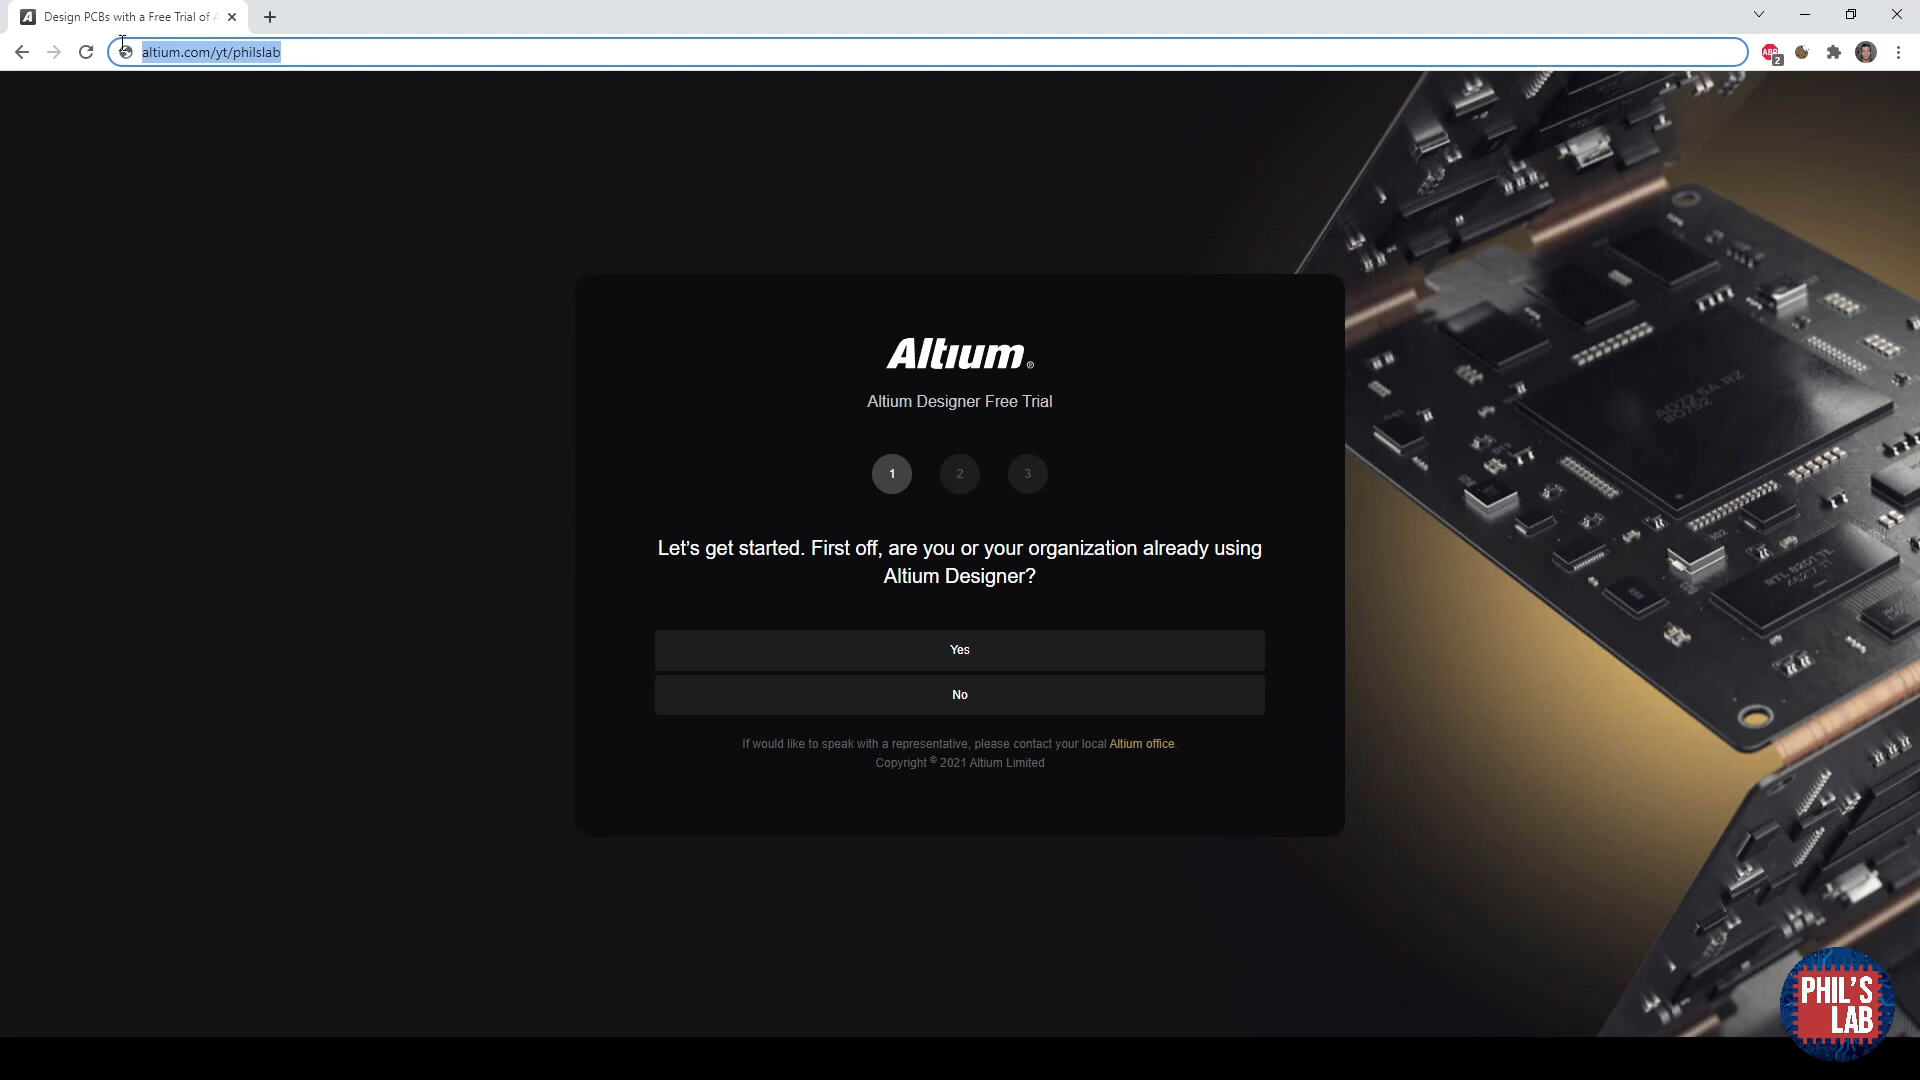 Design PCBs with a Free Trial of A
altium.com/yt/philslab
ABP
2
Altium®
Altium Designer Free Trial
1
2
3
Let's get started. First off, are you or your organization already using
Altium Designer?
Yes
No
If would like to speak with a representative, please contact your local Altium office.
Copyright © 2021 Altium Limited
PHIL'S
LAB